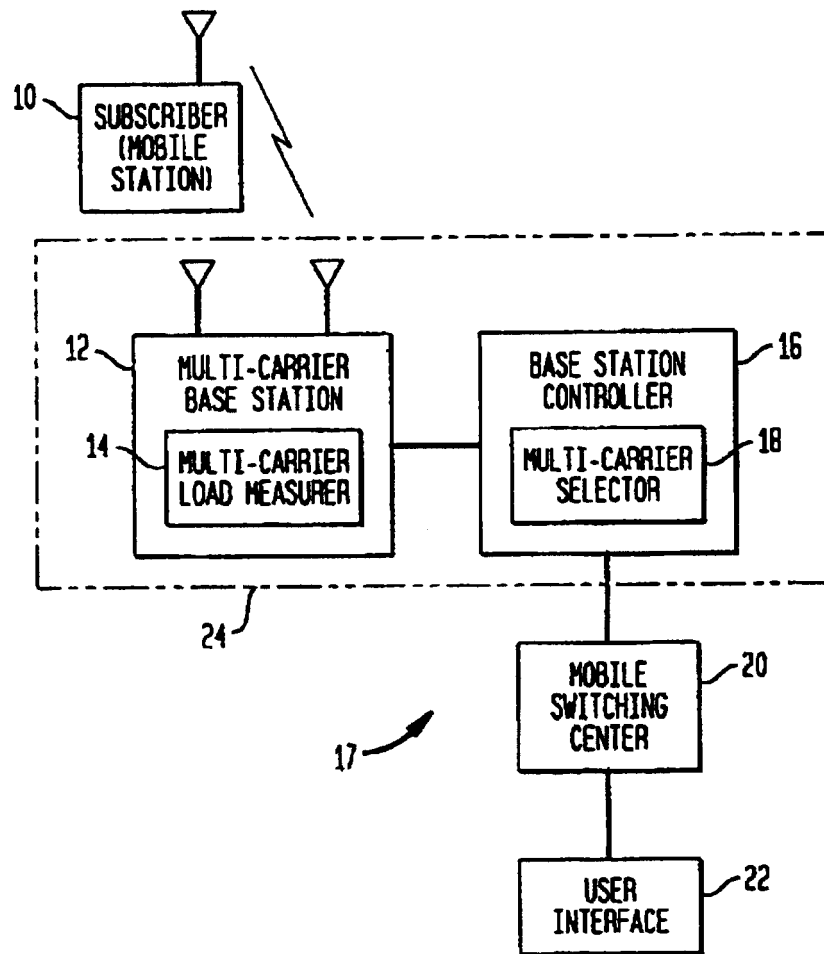 10
SUBSCRIBER
(MOBILE
STATION)
12
MULTI-CARRIER
BASE STATION
14
MULTI-CARRIER
LOAD MEASURER
BASE STATION
CONTROLLER
16
MULTI-CARRIER
SELECTOR
18
24
MOBILE
SWITCHING
CENTER
20
17
USER
INTERFACE
22